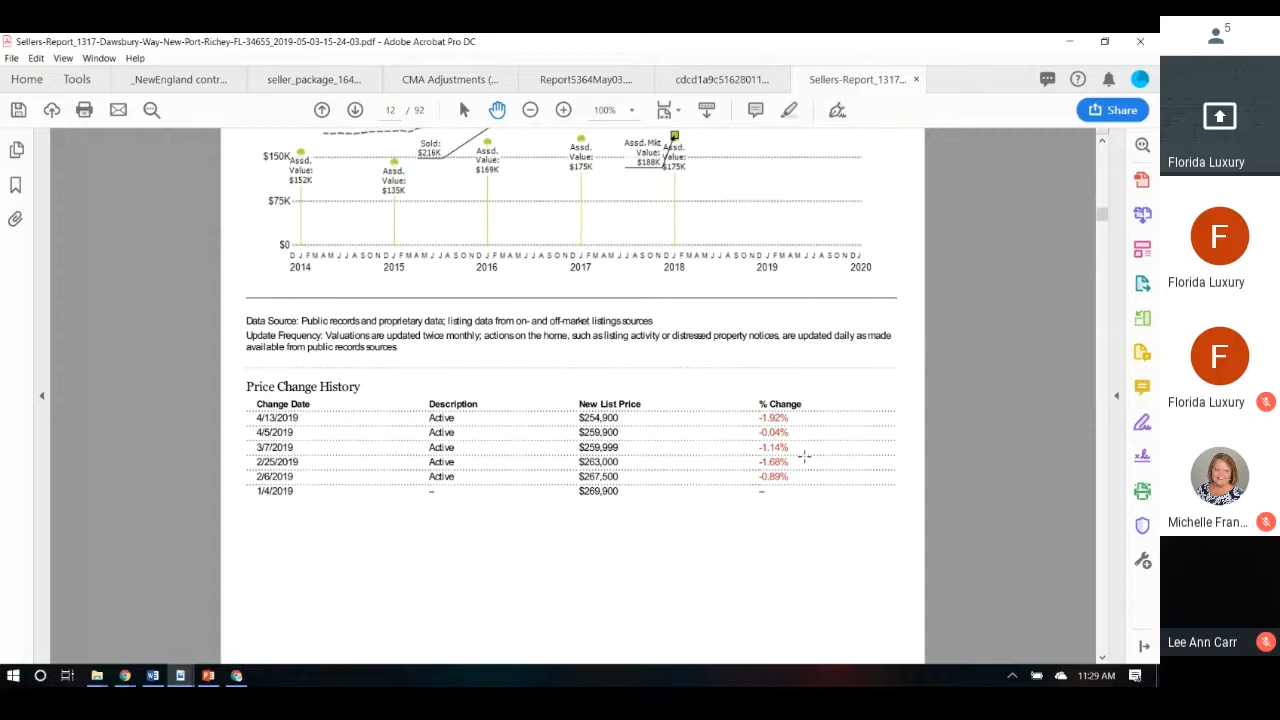 Sellers-Report_1317-Dawsbury-Way-New-Port-Richey-FL-34655_2019-05-03-15-24-03.pdf - Adobe Acrobat Pro DC
File Edit View Window Help
Home Tools _NewEngland contr... seller_package_164... CMA Adjustments (... Report5364May03.... cdcd1a9c51628011... Sellers-Report_1317... ×
12 / 92 100% Share
Sold:
$216K
$150K
Assd.
Value:
$152K
Assd.
Value:
$135K
Assd.
Value:
$169K
Assd.
Value:
$175K
Assd. Mkt.
Value:
$188K
Assd.
Value:
$175K
$75K
$0
D J F M A M J J A S O N D J F M A M J J A S O N D J F M A M J J A S O N D J F M A M J J A S O N D J F M A M J J A S O N D J F M A M J J A S O N D J
2014 2015 2016 2017 2018 2019 2020
Data Source: Public records and proprietary data; listing data from on- and off-market listings sources
Update Frequency: Valuations are updated twice monthly; actions on the home, such as listing activity or distressed property notices, are updated daily as made
available from public records sources
Price Change History
Change Date Description New List Price % Change
4/13/2019 Active $254,900 -1.92%
4/5/2019 Active $259,900 -0.04%
3/7/2019 Active $259,999 -1.14%
2/25/2019 Active $263,000 -1.68%
2/6/2019 Active $267,500 -0.89%
1/4/2019 – $269,900 –
11:29 AM
5
Florida Luxury
F
Florida Luxury
F
Florida Luxury
Michelle Fran...
Lee Ann Carr